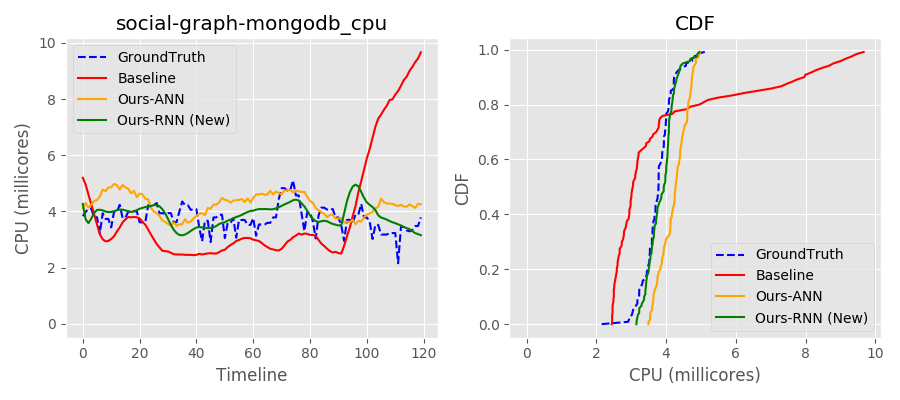 social-graph-mongodb_cpu
CPU (millicores)
10
8
6
4
2
0
GroundTruth
Baseline
Ours-ANN
Ours-RNN (New)
0 20 40 60 80 100 120
Timeline
CDF
CDF
1.0
0.8
0.6
0.4
0.2
0.0
GroundTruth
Baseline
Ours-ANN
Ours-RNN (New)
0 2 4 6 8 10
CPU (millicores)